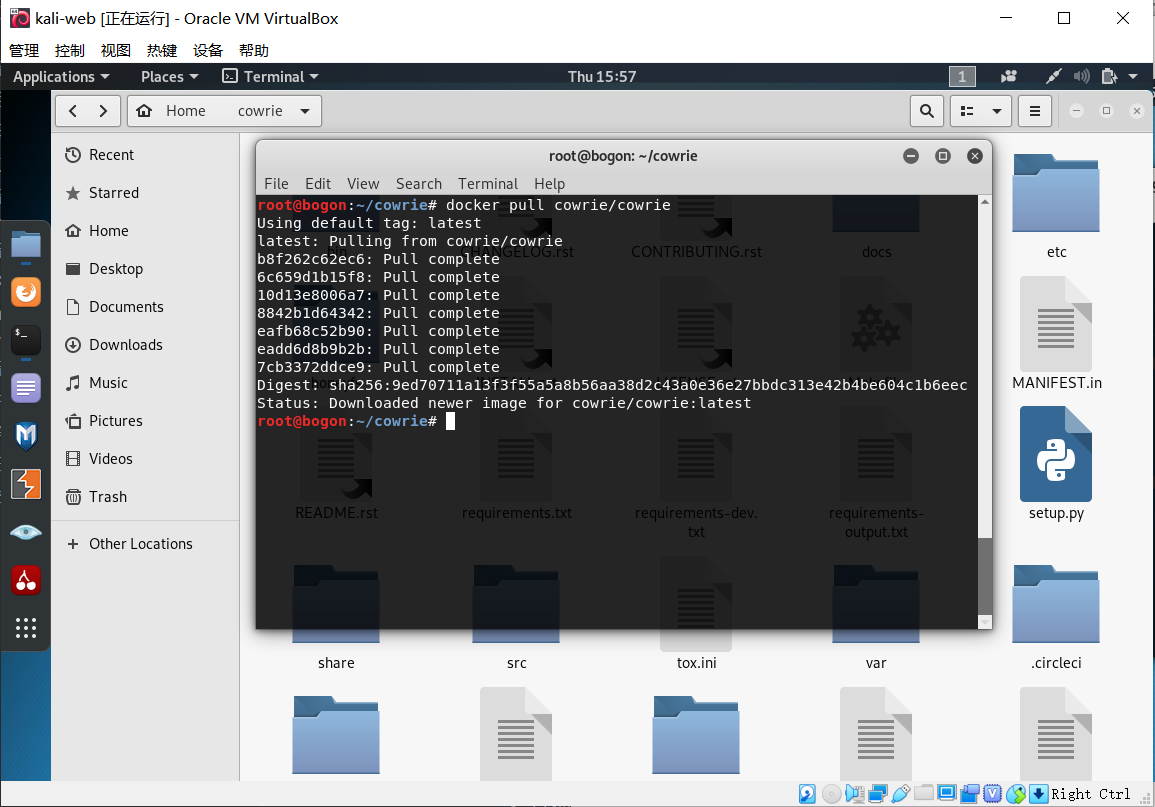 kali-web [正在运行] - Oracle VM VirtualBox
管理 控制 视图 热键 设备 帮助
Applications Places Terminal Thu 15:57 1
Home cowrie
Recent
Starred
Home
Desktop
Documents
Downloads
Music
Pictures
Videos
Trash
Other Locations
root@bogon: ~/cowrie
File Edit View Search Terminal Help
root@bogon:~/cowrie# docker pull cowrie/cowrie
Using default tag: latest
latest: Pulling from cowrie/cowrie
b8f262c62ec6: Pull complete
6c659d1b15f8: Pull complete
10d13e8006a7: Pull complete
8842b1d64342: Pull complete
eafb68c52b90: Pull complete
eadd6d8b9b2b: Pull complete
7cb3372ddce9: Pull complete
Digest: sha256:9ed70711a13f3f55a5a8b56aa38d2c43a0e36e27bbdc313e42b4be604c1b6eec
Status: Downloaded newer image for cowrie/cowrie:latest
root@bogon:~/cowrie#
bin CHANGELOG.rst CONTRIBUTING.rst docs etc
MANIFEST.in
README.rst requirements.txt requirements-dev.txt requirements-output.txt setup.py
share src tox.ini var .circleci
Right Ctrl